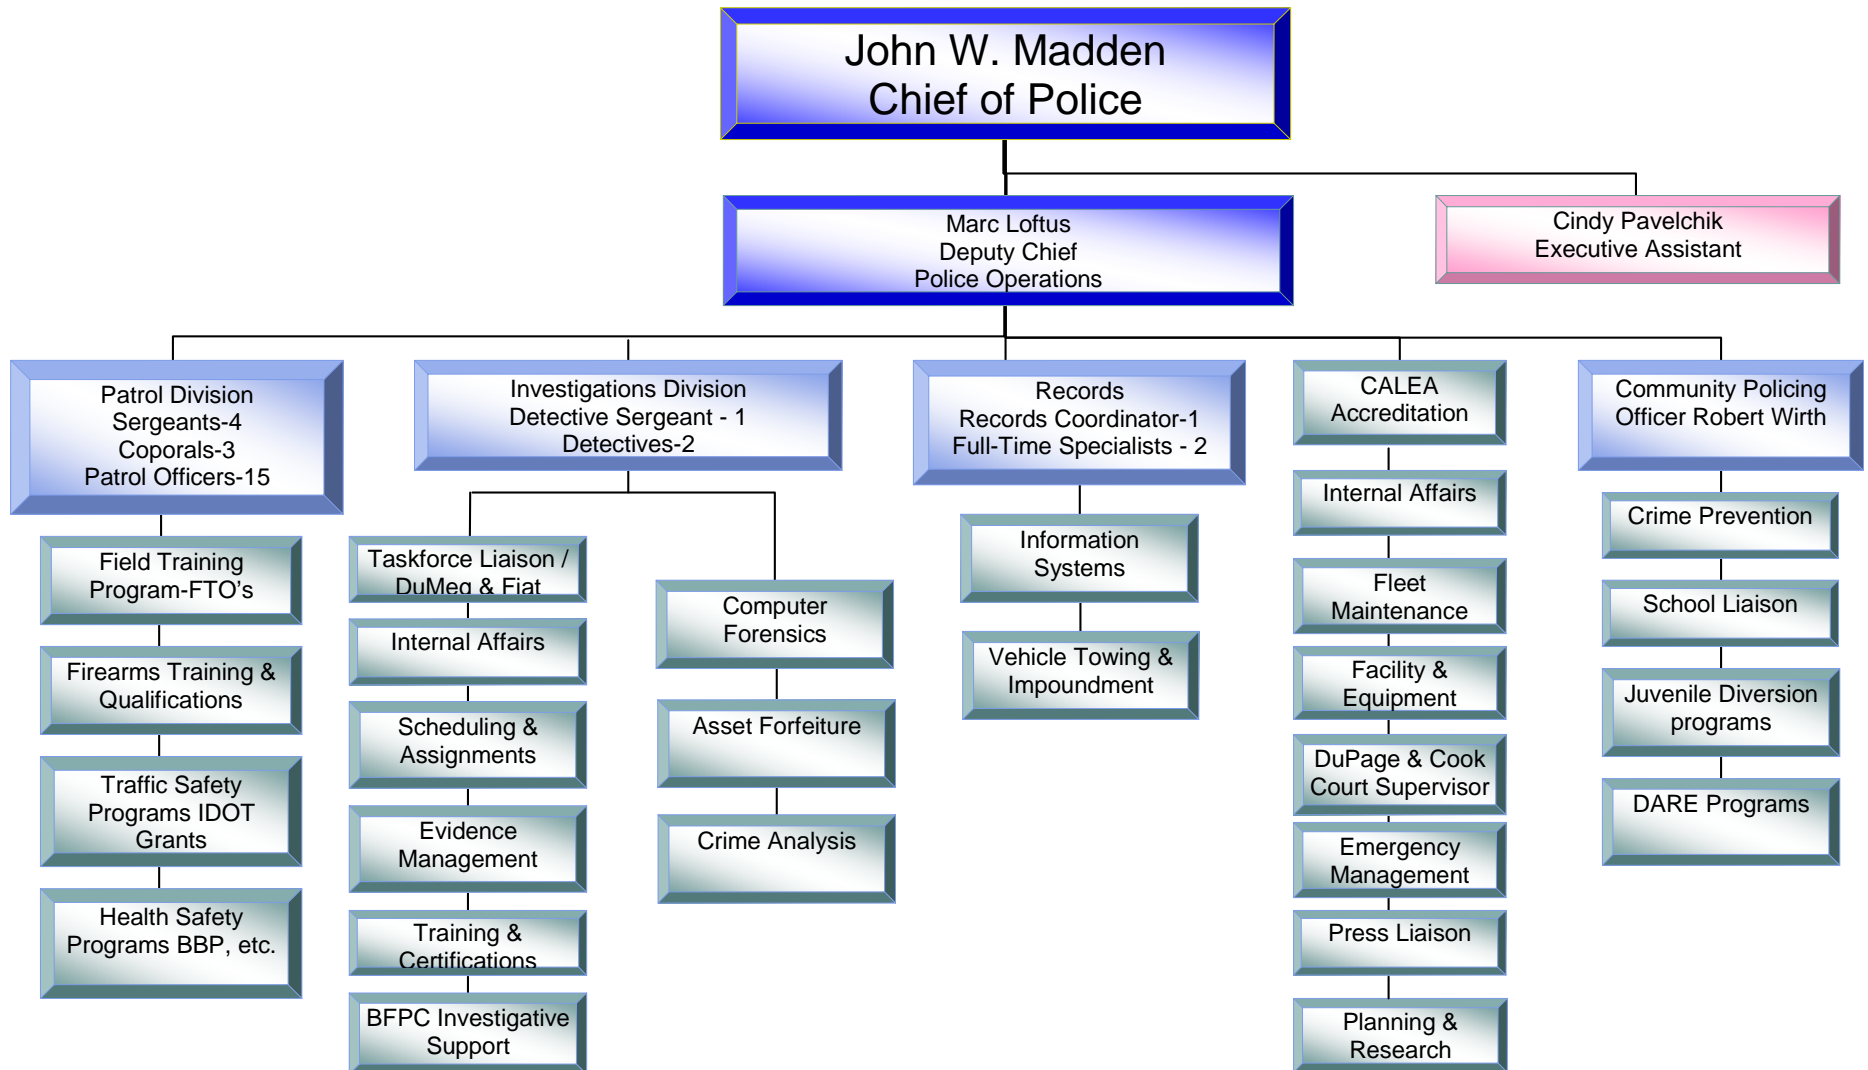 John W. Madden
Chief of Police
Marc Loftus
Deputy Chief
Police Operations
Cindy Pavelchik
Executive Assistant
Patrol Division
Sergeants-4
Coporals-3
Patrol Officers-15
Field Training
Program-FTO’s
Firearms Training &
Qualifications
Traffic Safety
Programs IDOT
Grants
Health Safety
Programs BBP, etc.
Investigations Division
Detective Sergeant - 1
Detectives-2
Taskforce Liaison /
DuMeg & Fiat
Internal Affairs
Scheduling &
Assignments
Evidence
Management
Training &
Certifications
BFPC Investigative
Support
Computer
Forensics
Asset Forfeiture
Crime Analysis
Records
Records Coordinator-1
Full-Time Specialists - 2
Information
Systems
Vehicle Towing &
Impoundment
CALEA
Accreditation
Internal Affairs
Fleet
Maintenance
Facility &
Equipment
DuPage & Cook
Court Supervisor
Emergency
Management
Press Liaison
Planning &
Research
Community Policing
Officer Robert Wirth
Crime Prevention
School Liaison
Juvenile Diversion
programs
DARE Programs